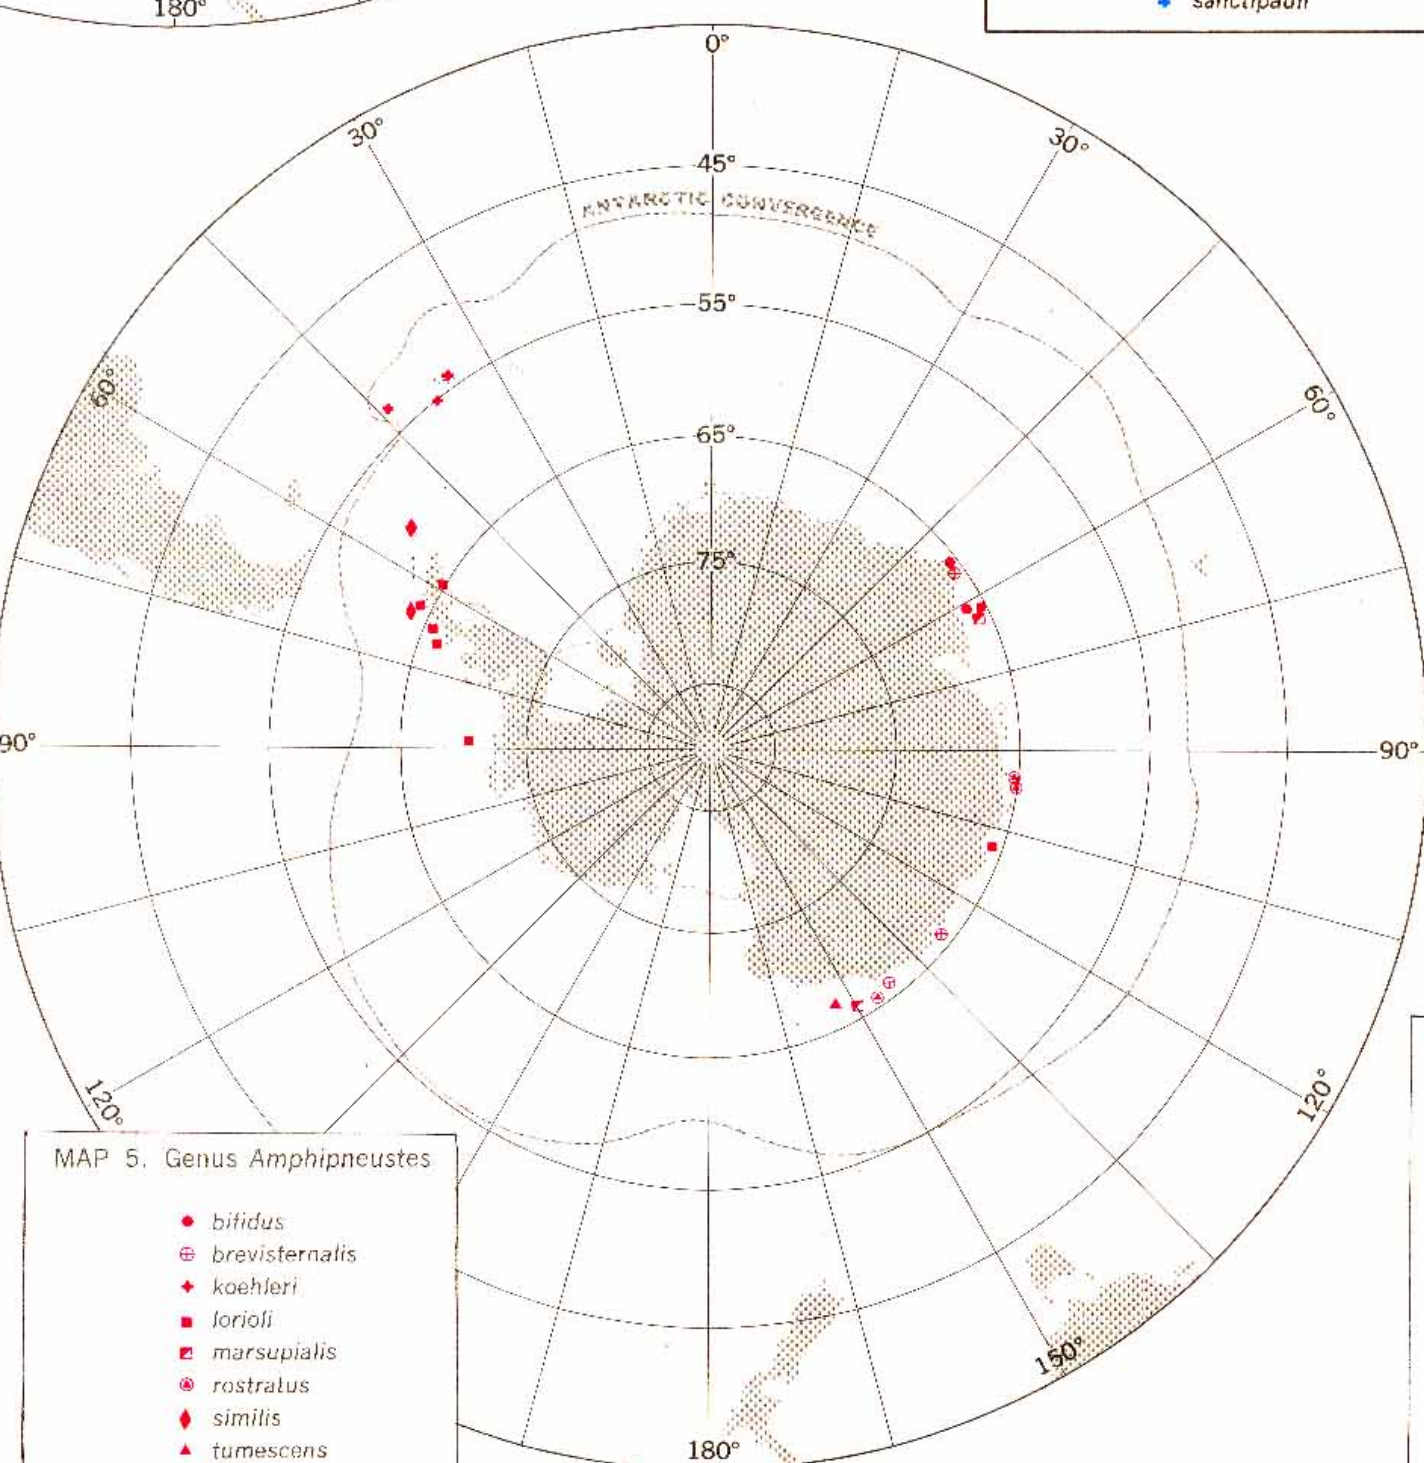 180°
sanctipauli
0°
30°
30°
45°
ANTARCTIC CONVERGENCE
55°
60°
60°
65°
75°
90°
90°
120°
120°
MAP 5. Genus Amphipneustes
bifidus
brevisternalis
koehleri
lorioli
marsupialis
rostratus
similis
tumescens
150°
180°